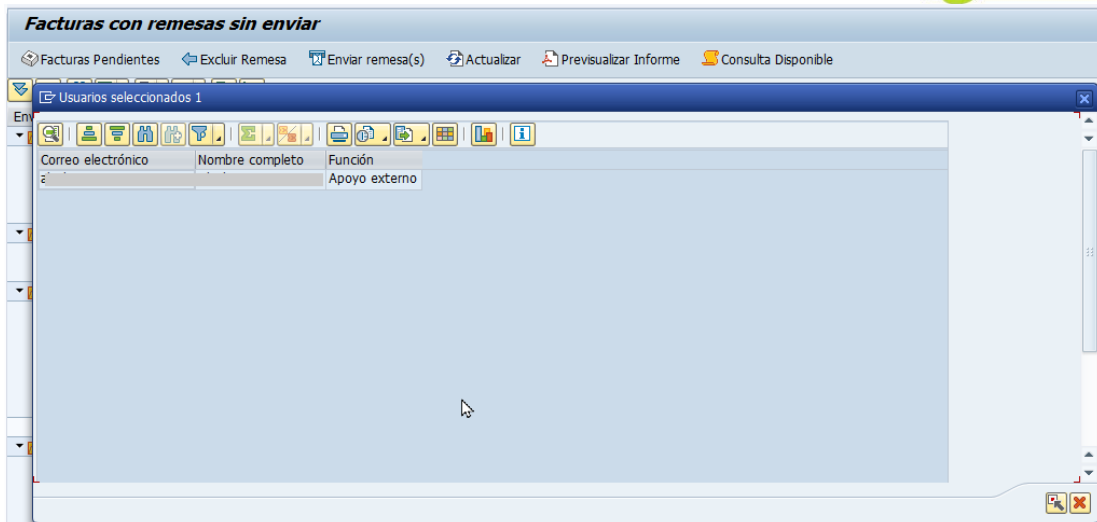 Facturas con remesas sin enviar
Facturas Pendientes Excluir Remesa Enviar remesa(s) Actualizar Previsualizar Informe Consulta Disponible
Usuarios seleccionados 1
Correo electrónico Nombre completo Función
Apoyo externo